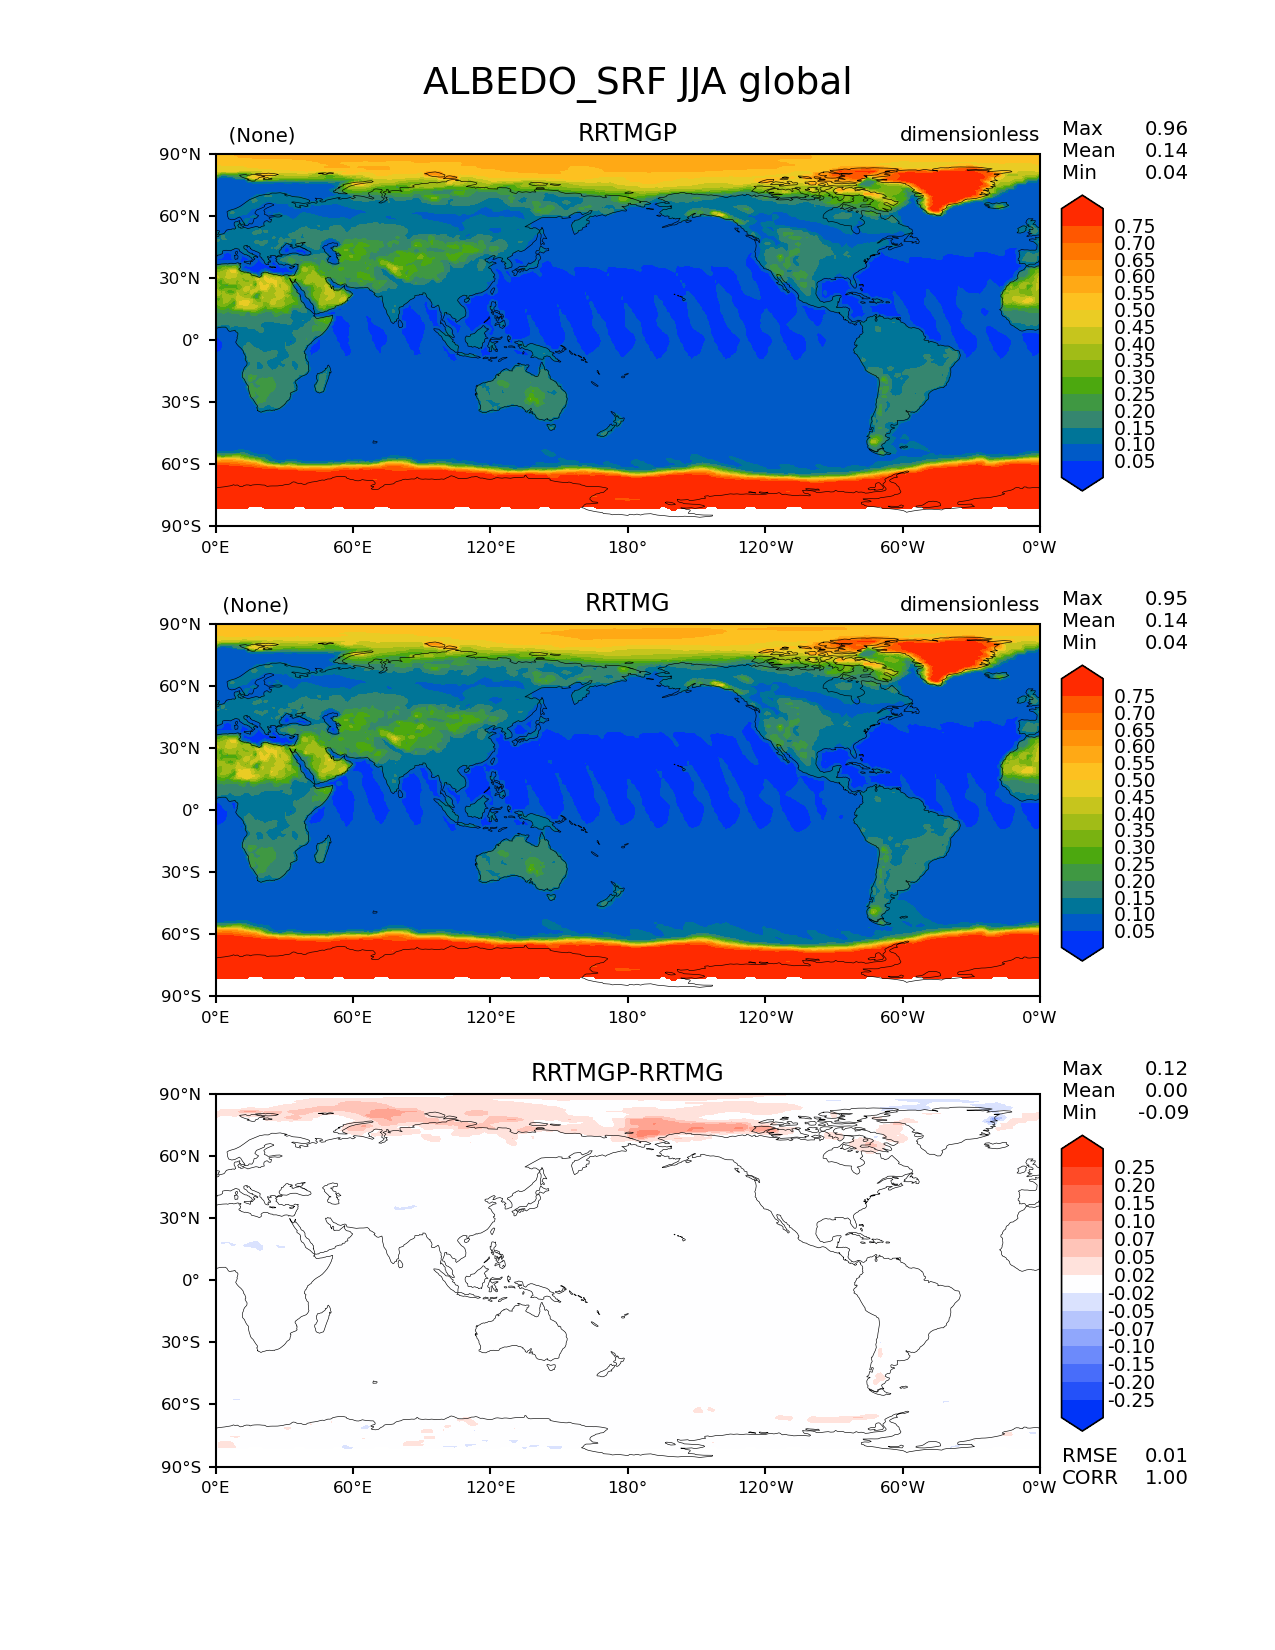 ALBEDO_SRF JJA global
(None) RRTMGP dimensionless
Max 0.96
Mean 0.14
Min 0.04
90°N
60°N
30°N
0°
30°S
60°S
90°S
0°E 60°E 120°E 180° 120°W 60°W 0°W
0.75
0.70
0.65
0.60
0.55
0.50
0.45
0.40
0.35
0.30
0.25
0.20
0.15
0.10
0.05
(None) RRTMG dimensionless
Max 0.95
Mean 0.14
Min 0.04
90°N
60°N
30°N
0°
30°S
60°S
90°S
0°E 60°E 120°E 180° 120°W 60°W 0°W
0.75
0.70
0.65
0.60
0.55
0.50
0.45
0.40
0.35
0.30
0.25
0.20
0.15
0.10
0.05
RRTMGP-RRTMG
Max 0.12
Mean 0.00
Min -0.09
90°N
60°N
30°N
0°
30°S
60°S
90°S
0°E 60°E 120°E 180° 120°W 60°W 0°W
0.25
0.20
0.15
0.10
0.07
0.05
0.02
-0.02
-0.05
-0.07
-0.10
-0.15
-0.20
-0.25
RMSE 0.01
CORR 1.00